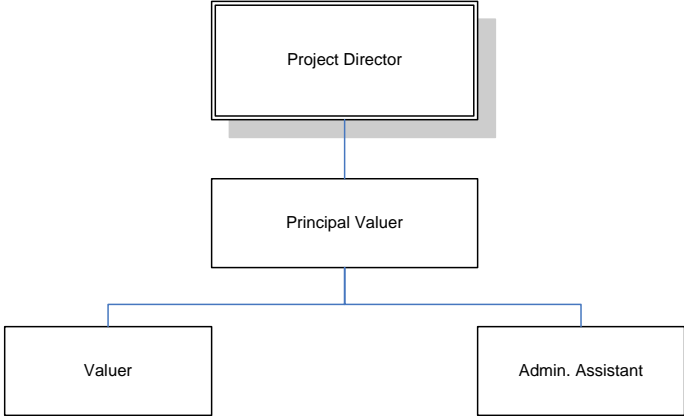 Project Director
Principal Valuer
Valuer
Admin. Assistant